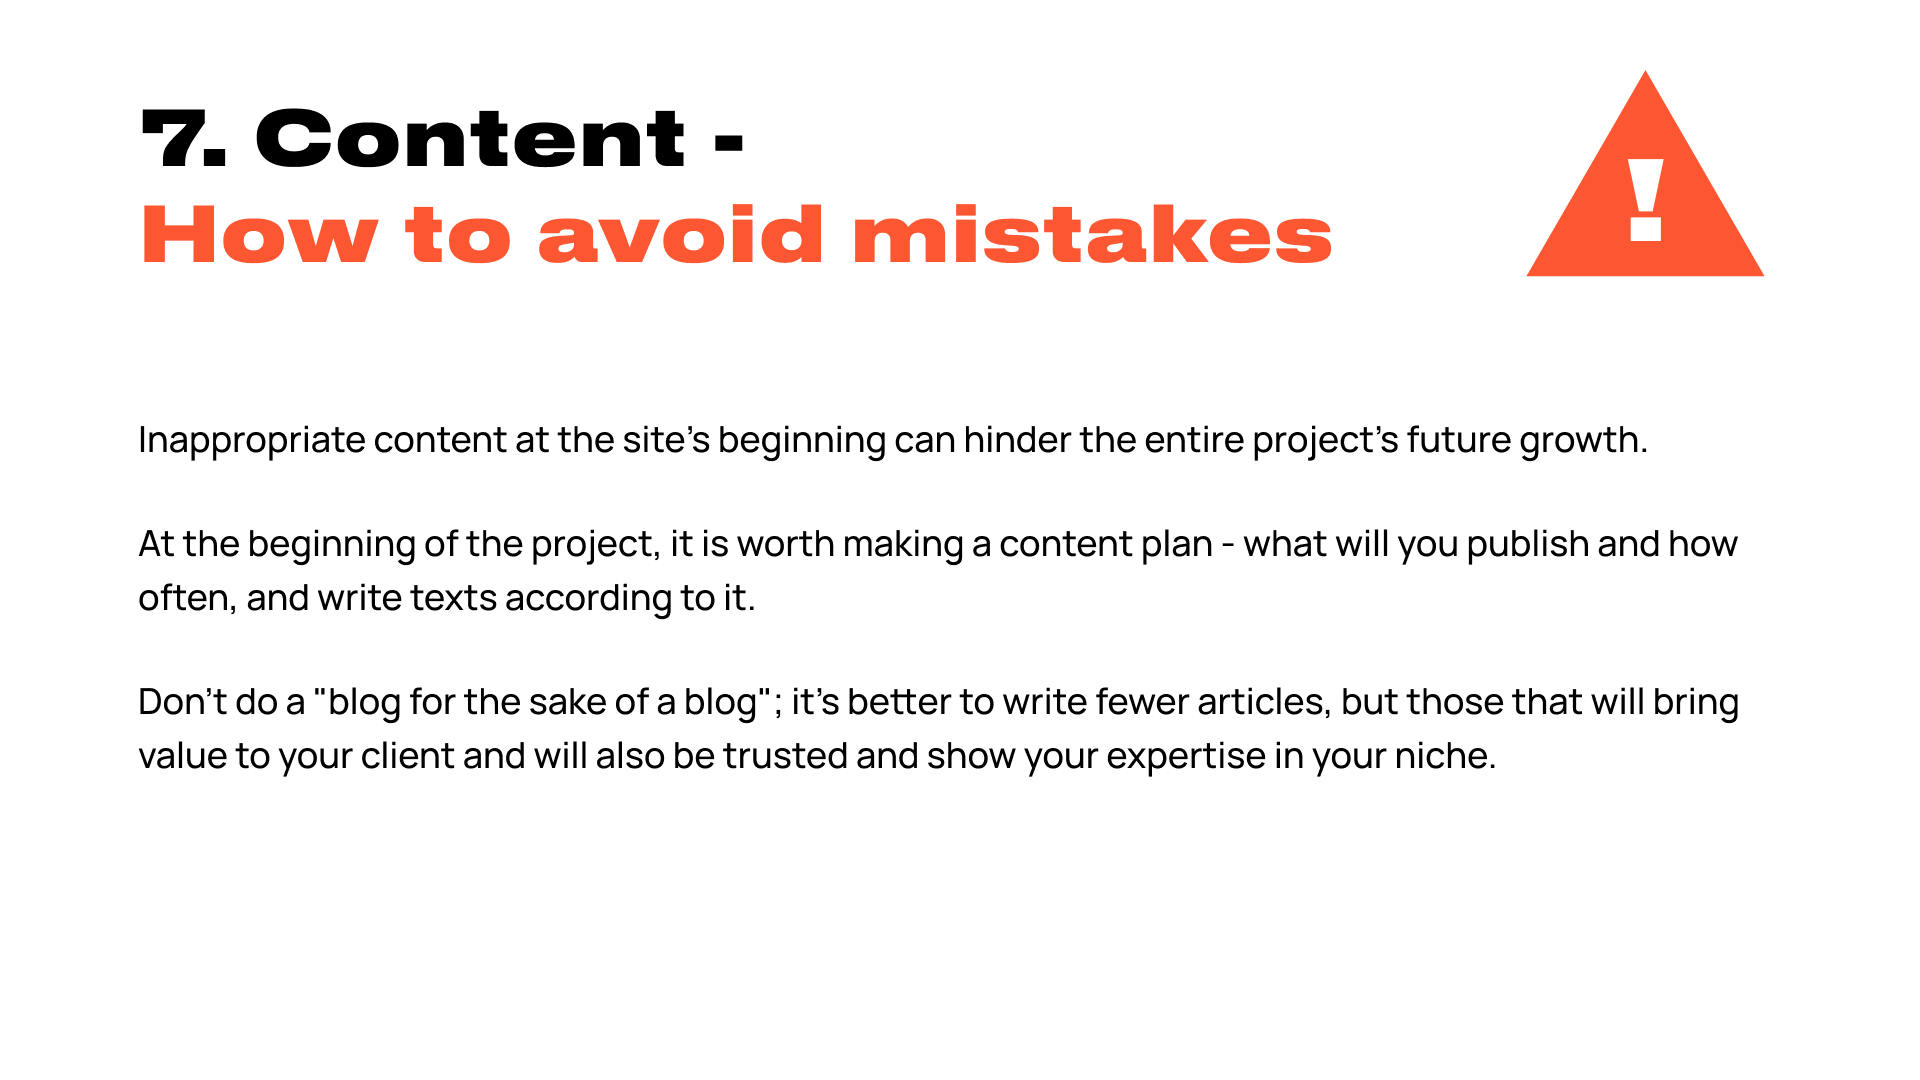 7. Content -
How to avoid mistakes
!
Inappropriate content at the site’s beginning can hinder the entire project’s future growth.
At the beginning of the project, it is worth making a content plan - what will you publish and how
often, and write texts according to it.
Don’t do a "blog for the sake of a blog"; it’s better to write fewer articles, but those that will bring
value to your client and will also be trusted and show your expertise in your niche.